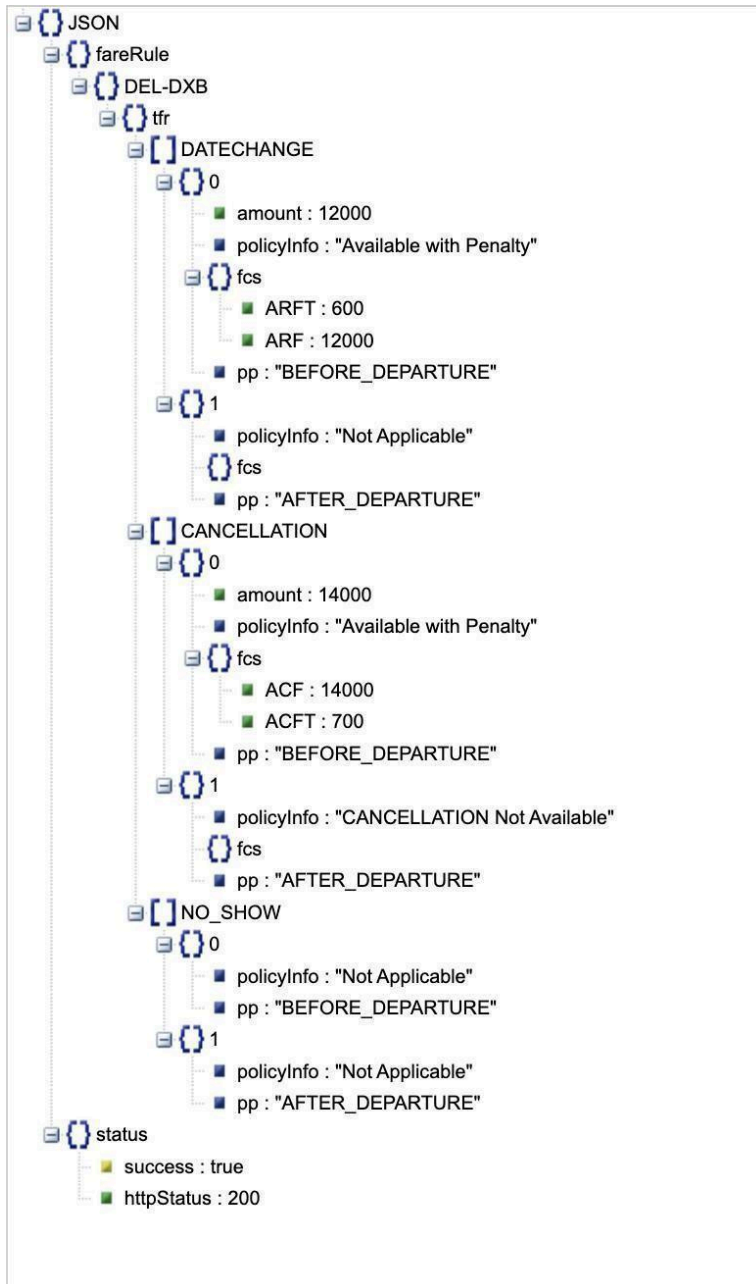 JSON
fareRule
DEL-DXB
tfr
DATECHANGE
0
amount : 12000
policyInfo : "Available with Penalty"
fcs
ARFT : 600
ARF : 12000
pp : "BEFORE_DEPARTURE"
1
policyInfo : "Not Applicable"
fcs
pp : "AFTER_DEPARTURE"
CANCELLATION
0
amount : 14000
policyInfo : "Available with Penalty"
fcs
ACF : 14000
ACFT : 700
pp : "BEFORE_DEPARTURE"
1
policyInfo : "CANCELLATION Not Available"
fcs
pp : "AFTER_DEPARTURE"
NO_SHOW
0
policyInfo : "Not Applicable"
pp : "BEFORE_DEPARTURE"
1
policyInfo : "Not Applicable"
pp : "AFTER_DEPARTURE"
status
success : true
httpStatus : 200